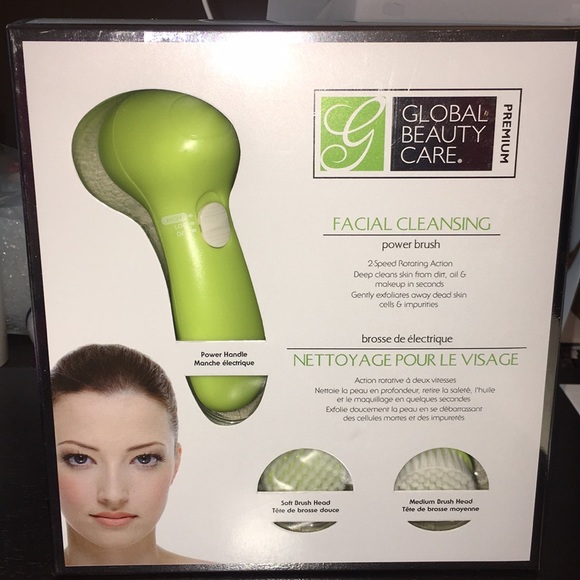 G
GLOBAL
BEAUTY
CARE®
PREMIUM
FACIAL CLEANSING
power brush
2-Speed Rotating Action
Deep cleans skin from dirt, oil &
makeup in seconds
Gently exfoliates away dead skin
cells & impurities
brosse de électrique
NETTOYAGE POUR LE VISAGE
Action rotative à deux vitesses
Nettoie la peau en profondeur, retire la saleté, l'huile
et le maquillage en quelques secondes
Exfolie doucement la peau en se débarrassant
des cellules mortes et des impuretés.
Power Handle
Manche électrique
Soft Brush Head
Tête de brosse douce
Medium Brush Head
Tête de brosse moyenne